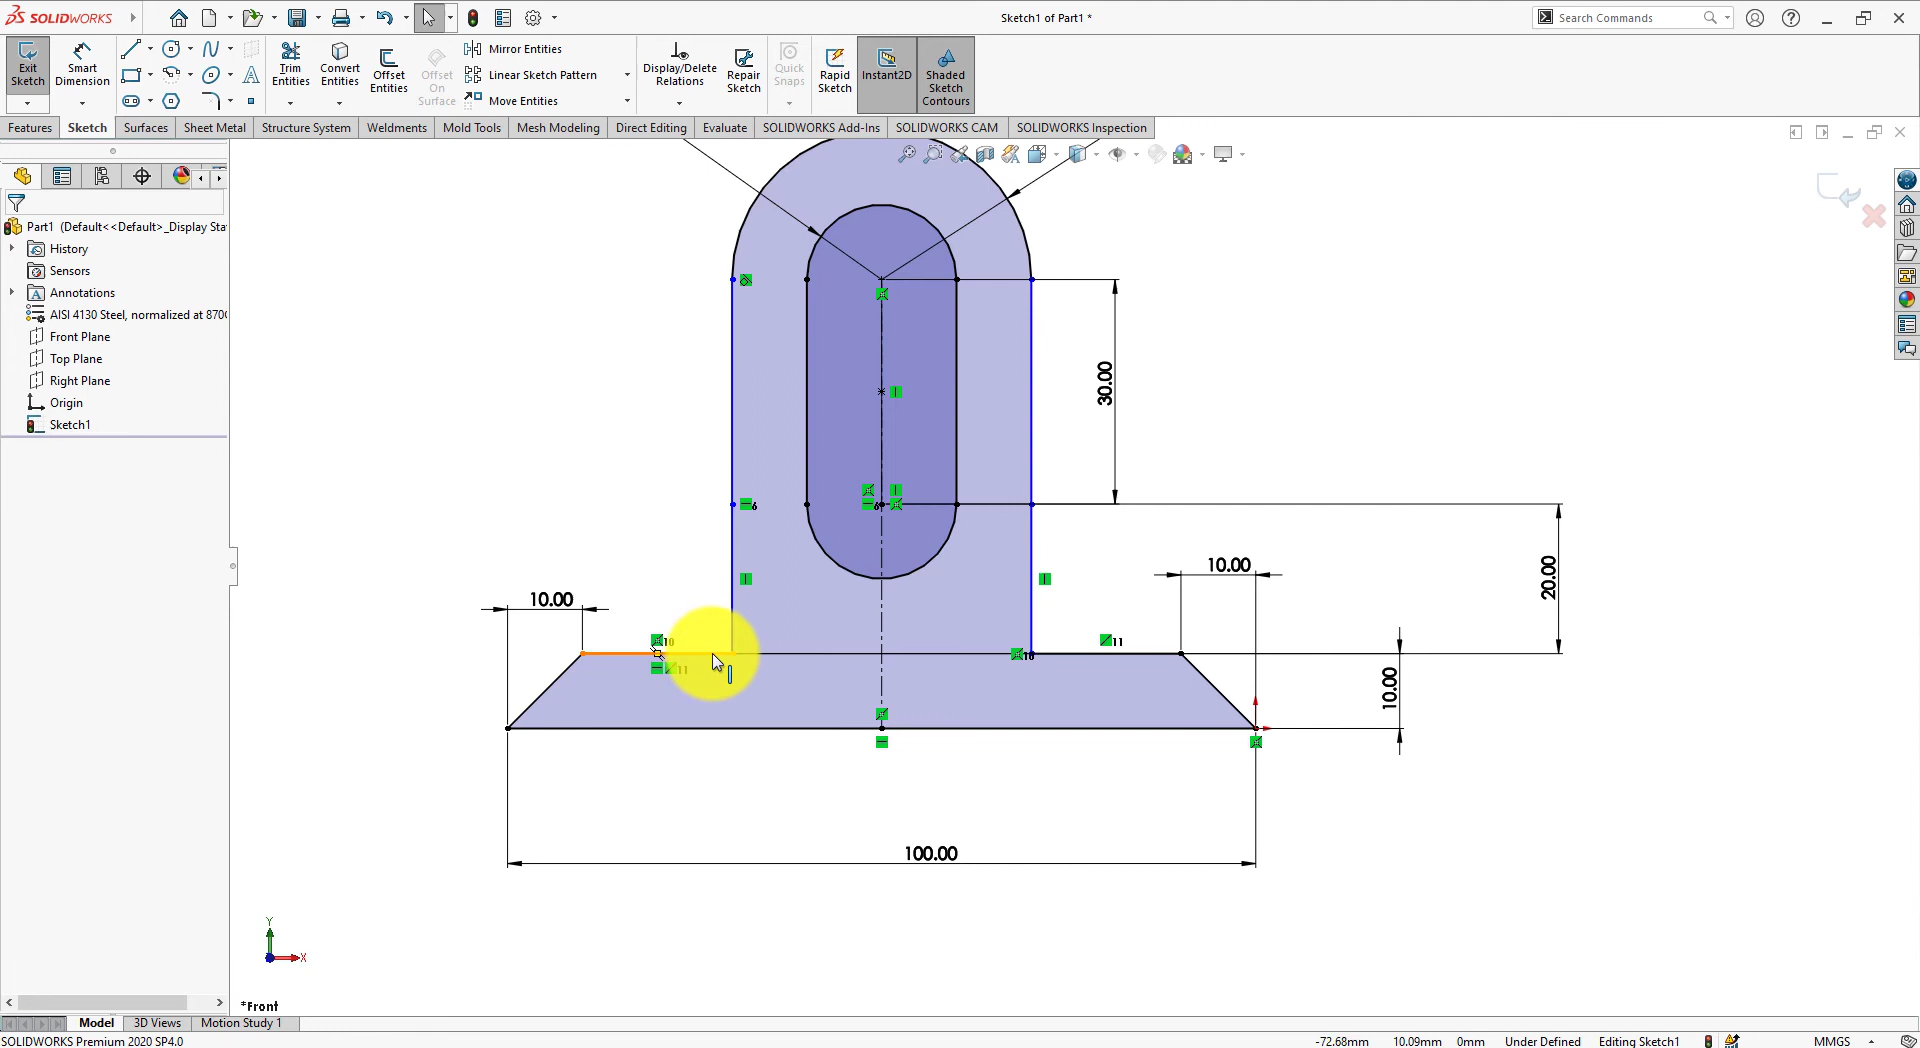 SOLIDWORKS
Sketch1 of Part1 *
Search Commands
Exit Sketch
Smart Dimension
Trim Entities
Convert Entities
Offset Entities
Offset On Surface
Mirror Entities
Linear Sketch Pattern
Move Entities
Display/Delete Relations
Repair Sketch
Quick Snaps
Rapid Sketch
Instant2D
Shaded Sketch Contours
Features
Sketch
Surfaces
Sheet Metal
Structure System
Weldments
Mold Tools
Mesh Modeling
Direct Editing
Evaluate
SOLIDWORKS Add-Ins
SOLIDWORKS CAM
SOLIDWORKS Inspection
Part1 (Default<<Default>_Display Sta
History
Sensors
Annotations
AISI 4130 Steel, normalized at 870
Front Plane
Top Plane
Right Plane
Origin
Sketch1
30.00
6
6
10.00
20.00
10.00
10
11
11
10
10.00
100.00
Y
X
*Front
Model
3D Views
Motion Study 1
SOLIDWORKS Premium 2020 SP4.0
-72.68mm
10.09mm
0mm
Under Defined
Editing Sketch1
MMGS